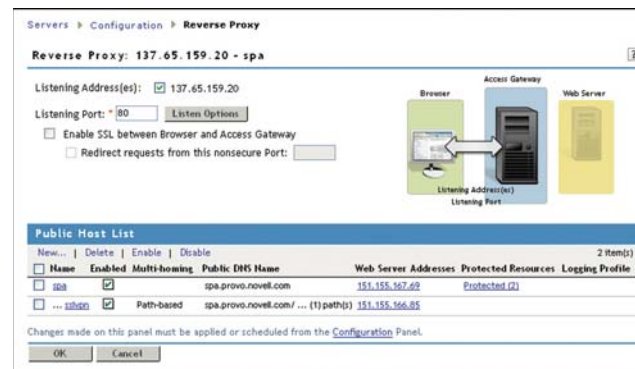 Servers ▶ Configuration ▶ Reverse Proxy
Reverse Proxy: 137.65.159.20 - spa
?
Listening Address(es): 137.65.159.20
Listening Port: * 80 Listen Options
Enable SSL between Browser and Access Gateway
Redirect requests from this nonsecure Port:
Access Gateway
Browser
Web Server
Listening Address(es)
Listening Port
Public Host List
New... | Delete | Enable | Disable 2 item(s)
Name Enabled Multi-homing Public DNS Name Web Server Addresses Protected Resources Logging Profile
spa spa.provo.novell.com 151.155.167.69 Protected (2)
... sslvpn Path-based spa.provo.novell.com/ ... (1) path(s) 151.155.166.85
Changes made on this panel must be applied or scheduled from the Configuration Panel.
OK Cancel